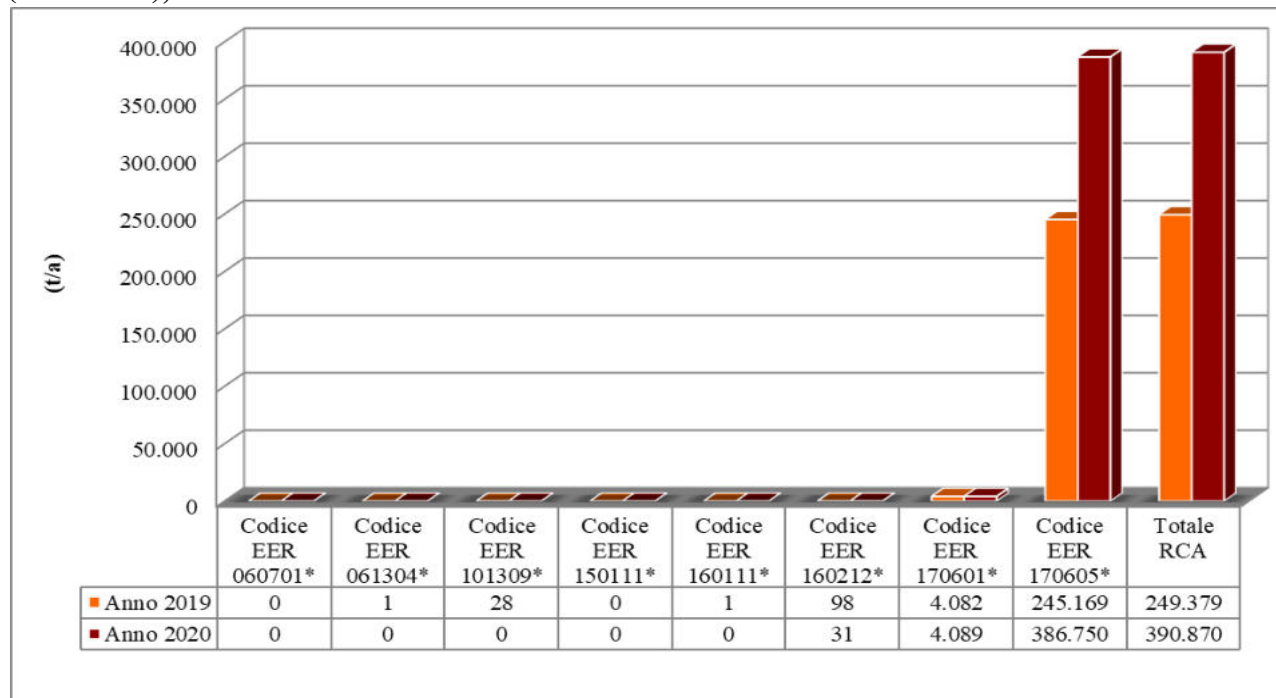 400.000
350.000
300.000
250.000
200.000
150.000
100.000
50.000
0
(t/a)
Codice EER 060701* Codice EER 061304* Codice EER 101309* Codice EER 150111* Codice EER 160111* Codice EER 160212* Codice EER 170601* Codice EER 170605* Totale RCA
Anno 2019 0 1 28 0 1 98 4.082 245.169 249.379
Anno 2020 0 0 0 0 0 31 4.089 386.750 390.870